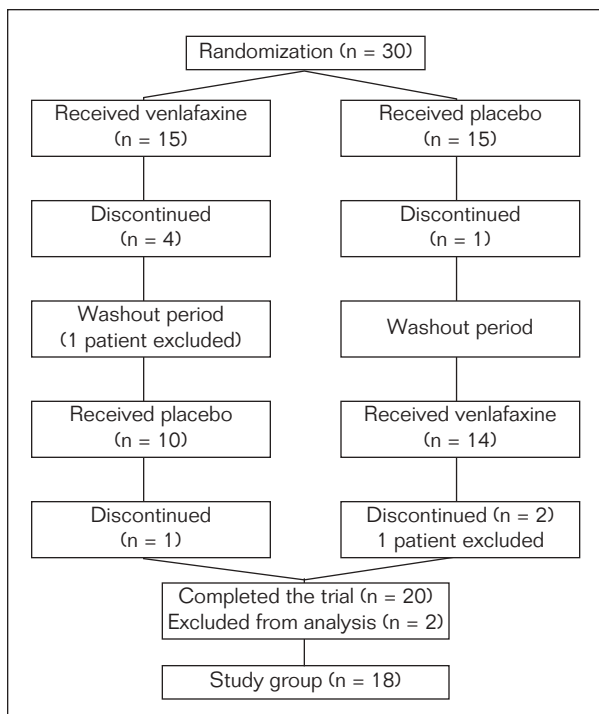 Randomization (n = 30)
Received venlafaxine
(n = 15)
Received placebo
(n = 15)
Discontinued
(n = 4)
Discontinued
(n = 1)
Washout period
(1 patient excluded)
Washout period
Received placebo
(n = 10)
Received venlafaxine
(n = 14)
Discontinued
(n = 1)
Discontinued (n = 2)
1 patient excluded
Completed the trial (n = 20)
Excluded from analysis (n = 2)
Study group (n = 18)